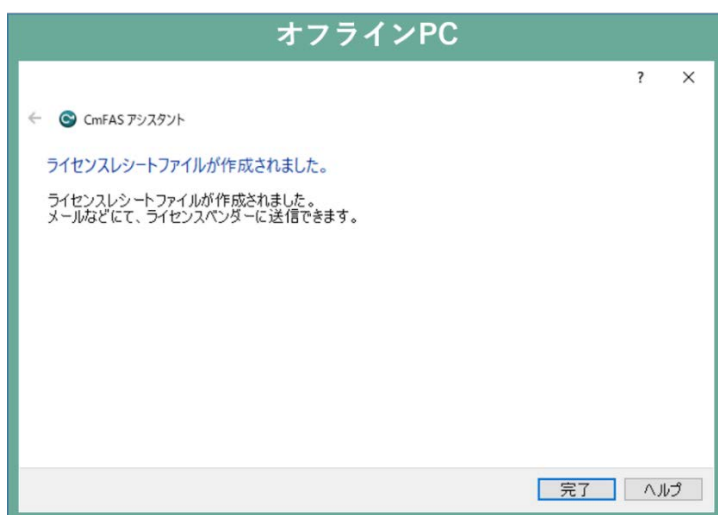 オフラインPC
? ×
← CmFAS アシスタント
ライセンスレシートファイルが作成されました。
ライセンスレシートファイルが作成されました。
メールなどにて、ライセンスベンダーに送信できます。
完了 ヘルプ